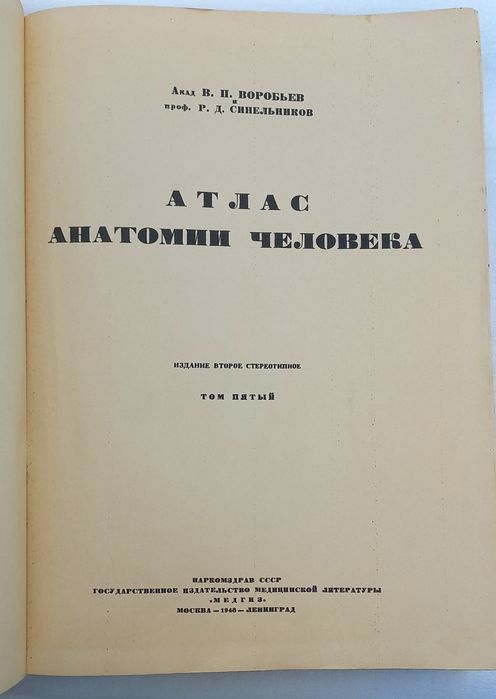 Акад В. П. ВОРОБЬЕВ
и
проф. Р. Д. СИНЕЛЬНИКОВ
АТЛАС
АНАТОМИИ ЧЕЛОВЕКА
ИЗДАНИЕ ВТОРОЕ СТЕРЕОТИПНОЕ
ТОМ ПЯТЫЙ
НАРКОМЗДРАВ СССР
ГОСУДАРСТВЕННОЕ ИЗДАТЕЛЬСТВО МЕДИЦИНСКОЙ ЛИТЕРАТУРЫ
«МЕДГИЗ»
МОСКВА — 1946 — ЛЕНИНГРАД